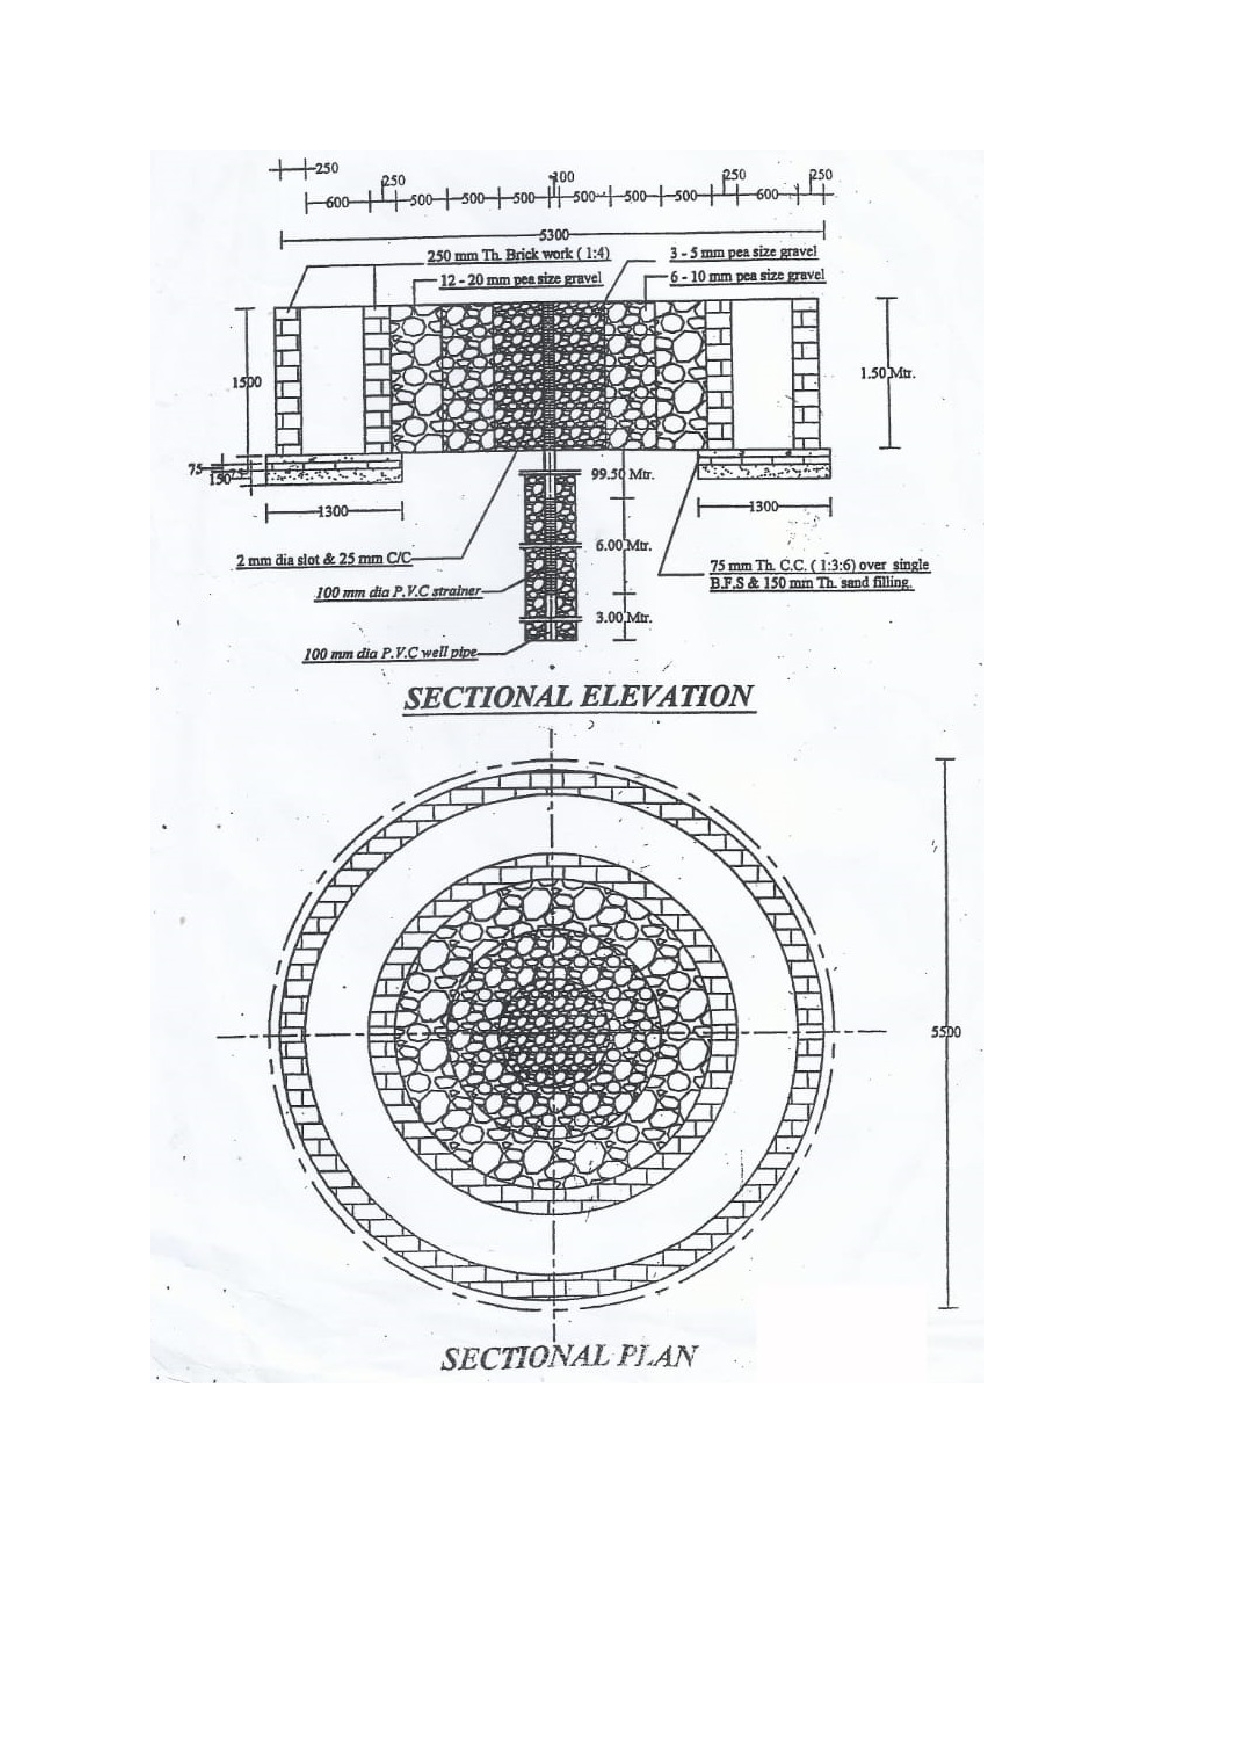 250
250
100
250
250
600
500
500
500
500
500
500
600
5300
250 mm Th. Brick work ( 1:4)
3 - 5 mm pea size gravel
12 - 20 mm pea size gravel
6 - 10 mm pea size gravel
1500
1.50 Mtr.
75
150
75
99.50 Mtr.
1300
1300
6.00 Mtr.
2 mm dia slot & 25 mm C/C
75 mm Th. C.C. ( 1:3:6) over single
B.F.S & 150 mm Th. sand filling.
100 mm dia P.V.C strainer
3.00 Mtr.
100 mm dia P.V.C well pipe
SECTIONAL ELEVATION
5500
SECTIONAL PLAN